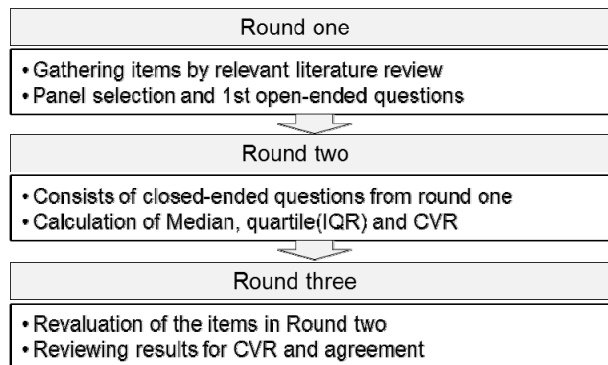 Round one
• Gathering items by relevant literature review
• Panel selection and 1st open-ended questions
Round two
• Consists of closed-ended questions from round one
• Calculation of Median, quartile(IQR) and CVR
Round three
• Revaluation of the items in Round two
• Reviewing results for CVR and agreement